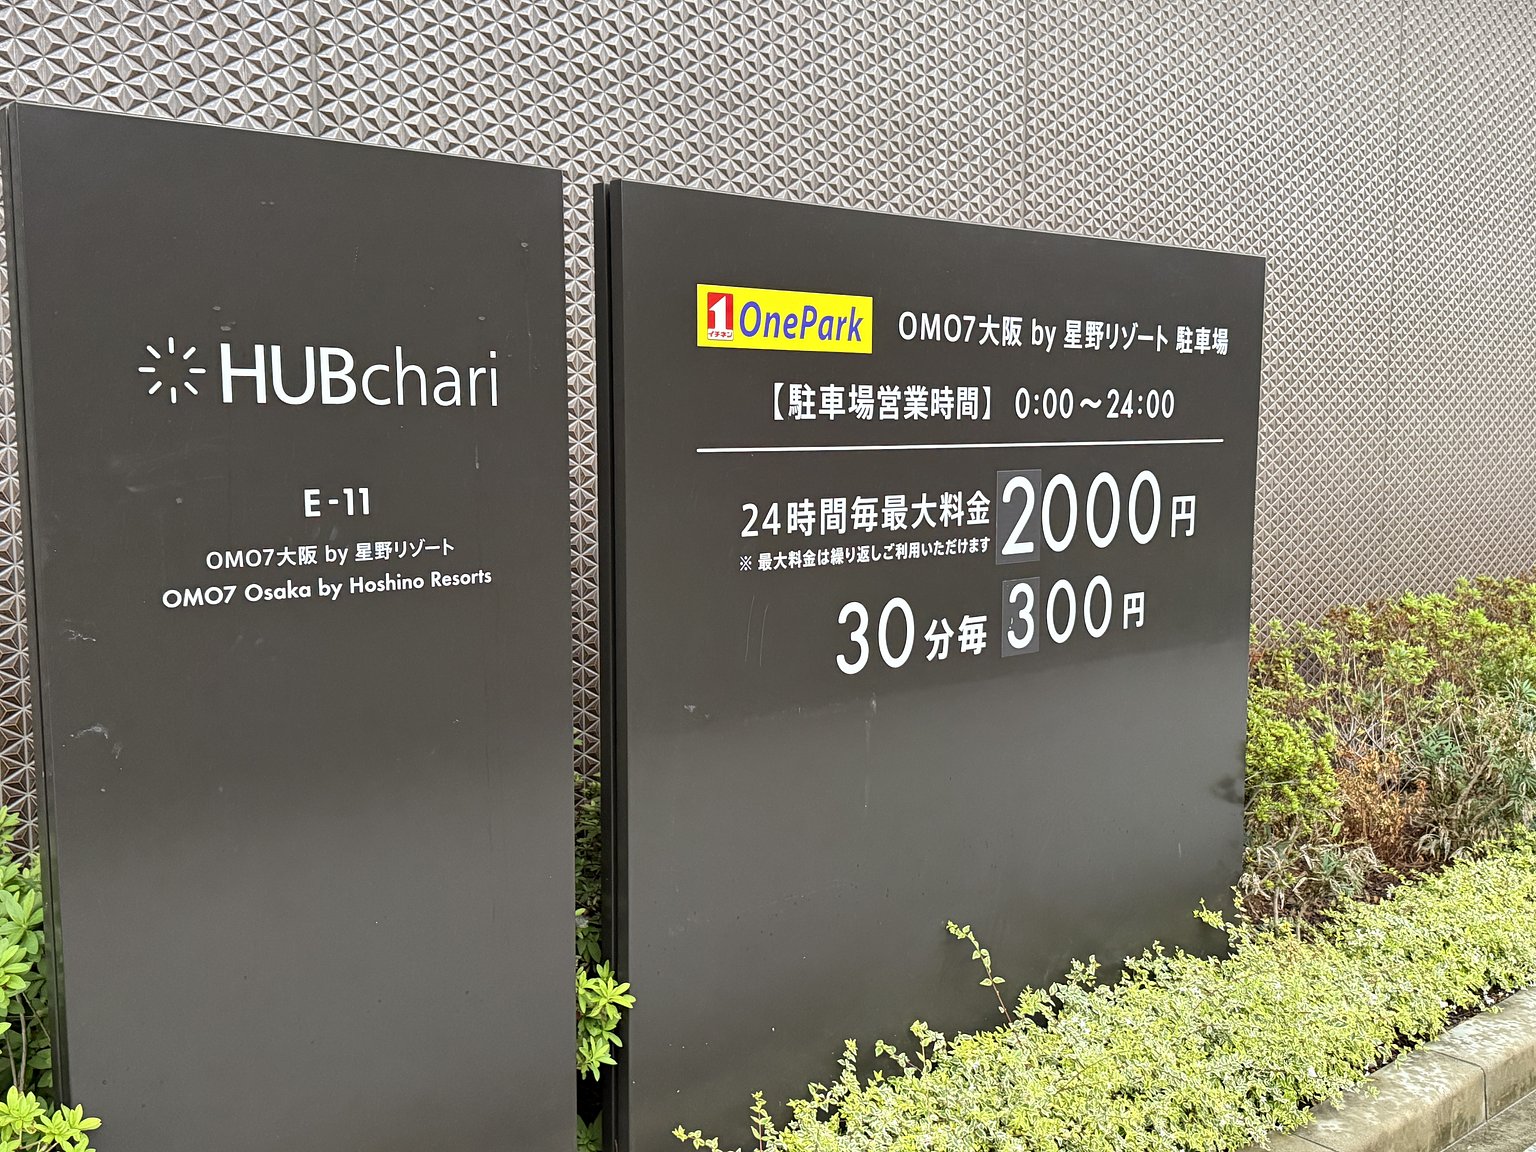 HUBchari
E-11
OMO7大阪 by 星野リゾート
OMO7 Osaka by Hoshino Resorts
1 イチネン OnePark OMO7大阪 by 星野リゾート 駐車場
【駐車場営業時間】 0:00～24:00
24時間毎最大料金 2000円
※ 最大料金は繰り返しご利用いただけます
30分毎 300円